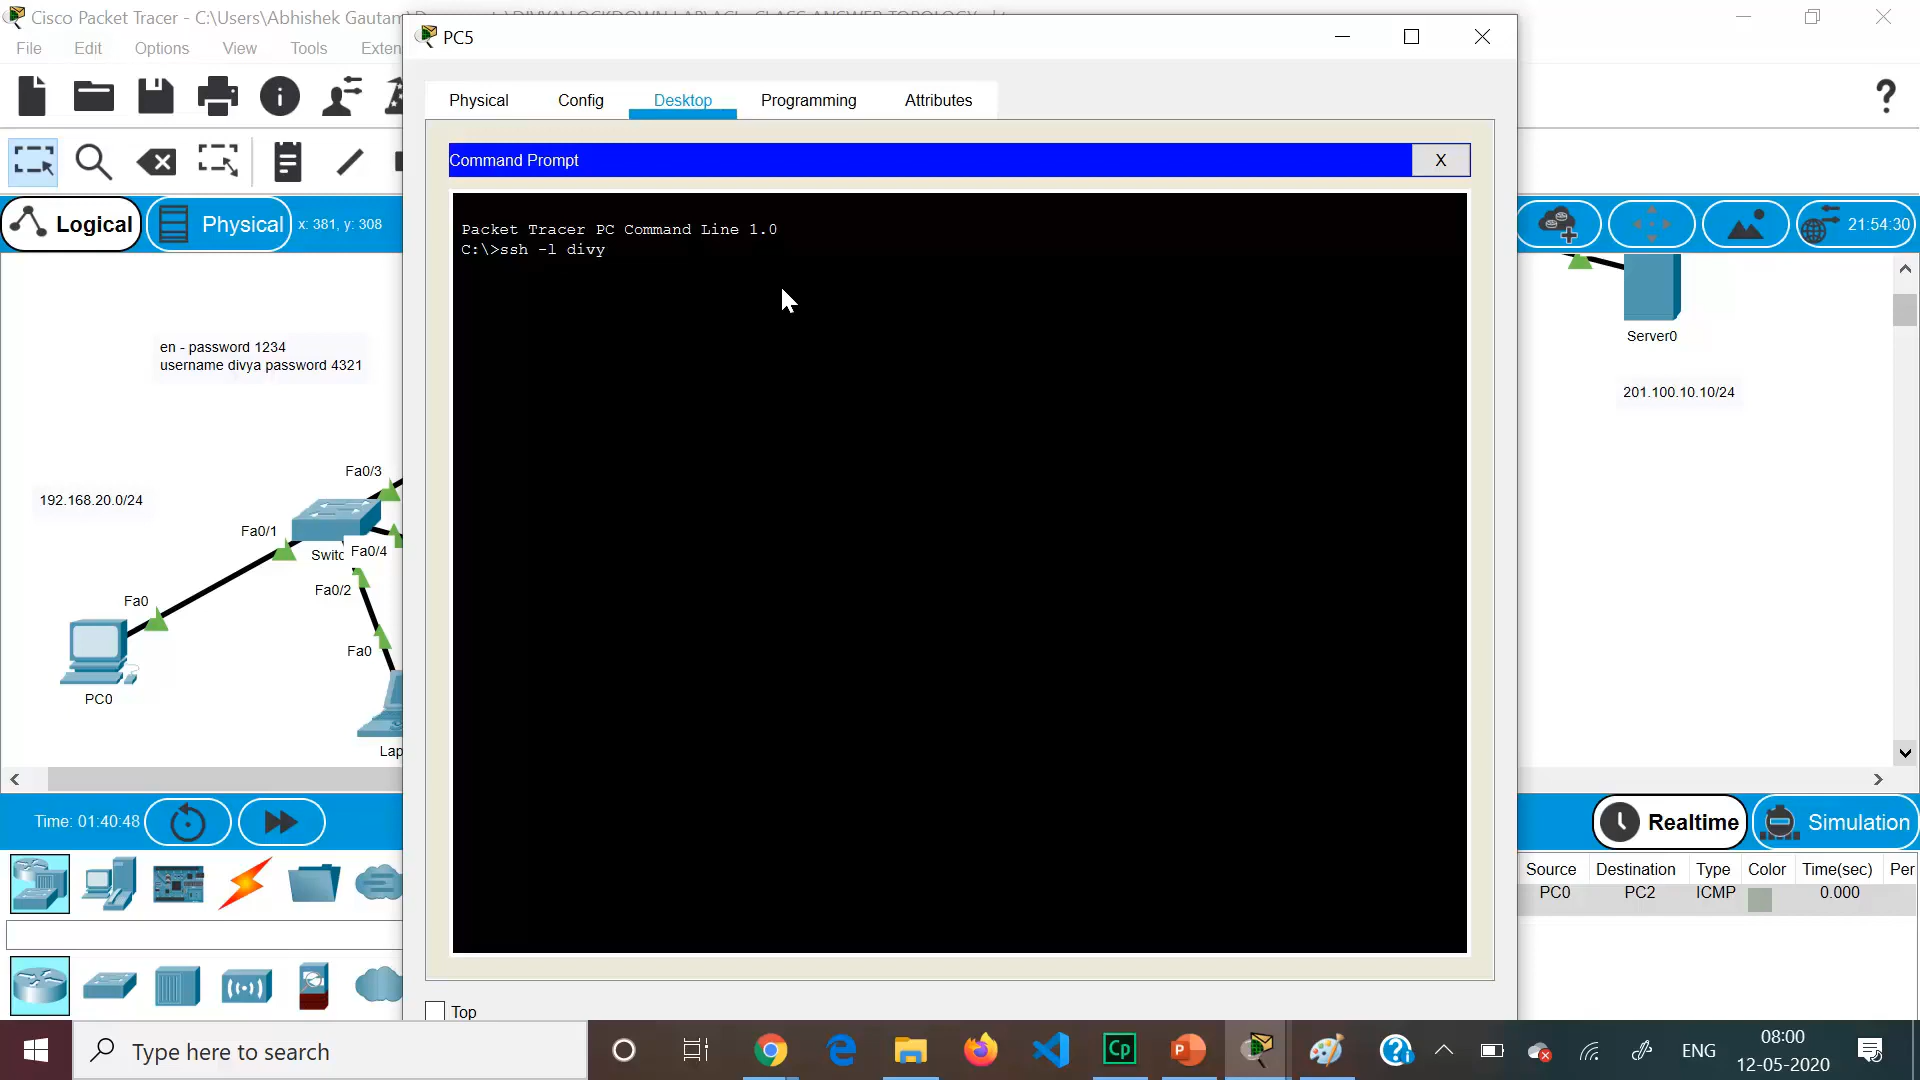 Cisco Packet Tracer - C:\Users\Abhishek Gautam\
PC5
File Edit Options View Tools Exten
Physical Config Desktop Programming Attributes
Command Prompt
X
Logical
Physical
x: 381, y: 308
21:54:30
Packet Tracer PC Command Line 1.0
C:\>ssh -l divy
Server0
201.100.10.10/24
en - password 1234
username divya password 4321
192.168.20.0/24
Fa0/3
Fa0/1
Switc
Fa0/4
Fa0/2
Fa0
Fa0
PC0
Lap
Time: 01:40:48
Realtime
Simulation
Source Destination Type Color Time(sec) Per
PC0 PC2 ICMP 0.000
Top
Type here to search
Cp
P
ENG
08:00
12-05-2020